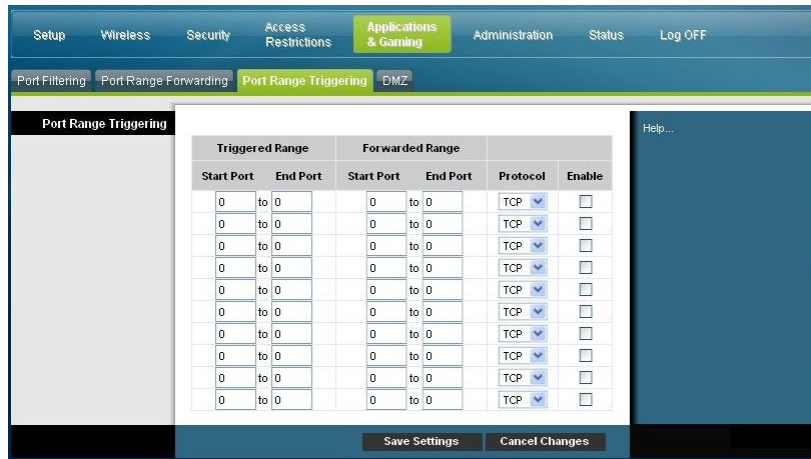 Setup Wireless Security Access Restrictions Applications & Gaming Administration Status Log OFF
Port Filtering Port Range Forwarding Port Range Triggering DMZ
Port Range Triggering
Help...
Triggered Range Forwarded Range
Start Port End Port Start Port End Port Protocol Enable
0 to 0 0 to 0 TCP
0 to 0 0 to 0 TCP
0 to 0 0 to 0 TCP
0 to 0 0 to 0 TCP
0 to 0 0 to 0 TCP
0 to 0 0 to 0 TCP
0 to 0 0 to 0 TCP
0 to 0 0 to 0 TCP
0 to 0 0 to 0 TCP
0 to 0 0 to 0 TCP
Save Settings Cancel Changes